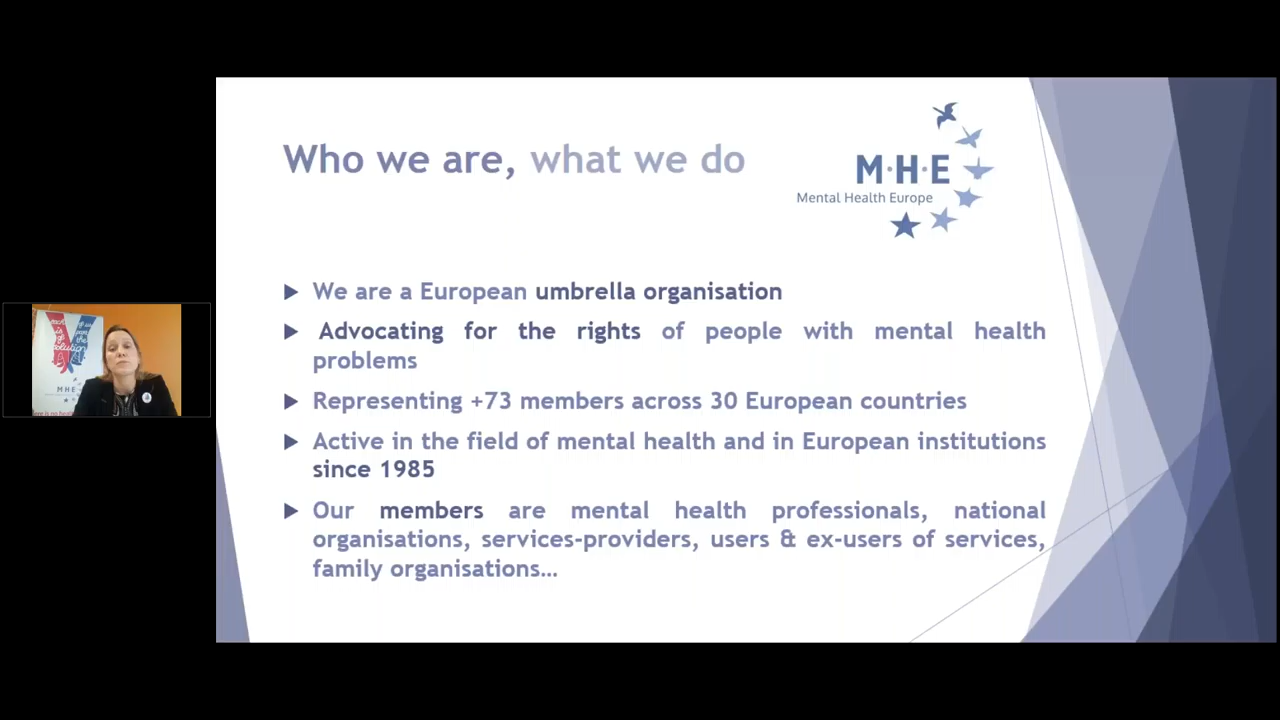 Who we are, what we do
M·H·E
Mental Health Europe
We are a European umbrella organisation
Advocating for the rights of people with mental health
problems
Representing +73 members across 30 European countries
Active in the field of mental health and in European institutions
since 1985
Our members are mental health professionals, national
organisations, services-providers, users & ex-users of services,
family organisations…
is
MHE